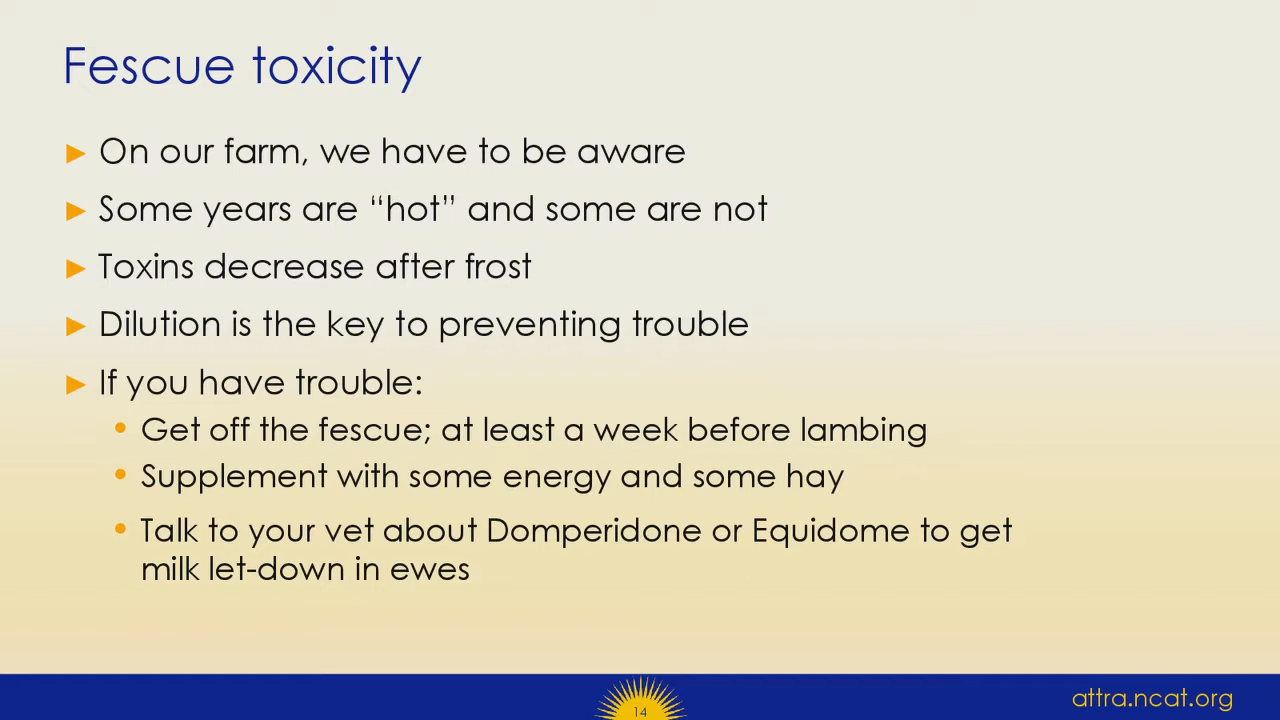 Fescue toxicity
► On our farm, we have to be aware
► Some years are “hot” and some are not
► Toxins decrease after frost
► Dilution is the key to preventing trouble
► If you have trouble:
• Get off the fescue; at least a week before lambing
• Supplement with some energy and some hay
• Talk to your vet about Domperidone or Equidome to get
milk let-down in ewes
14
attra.ncat.org